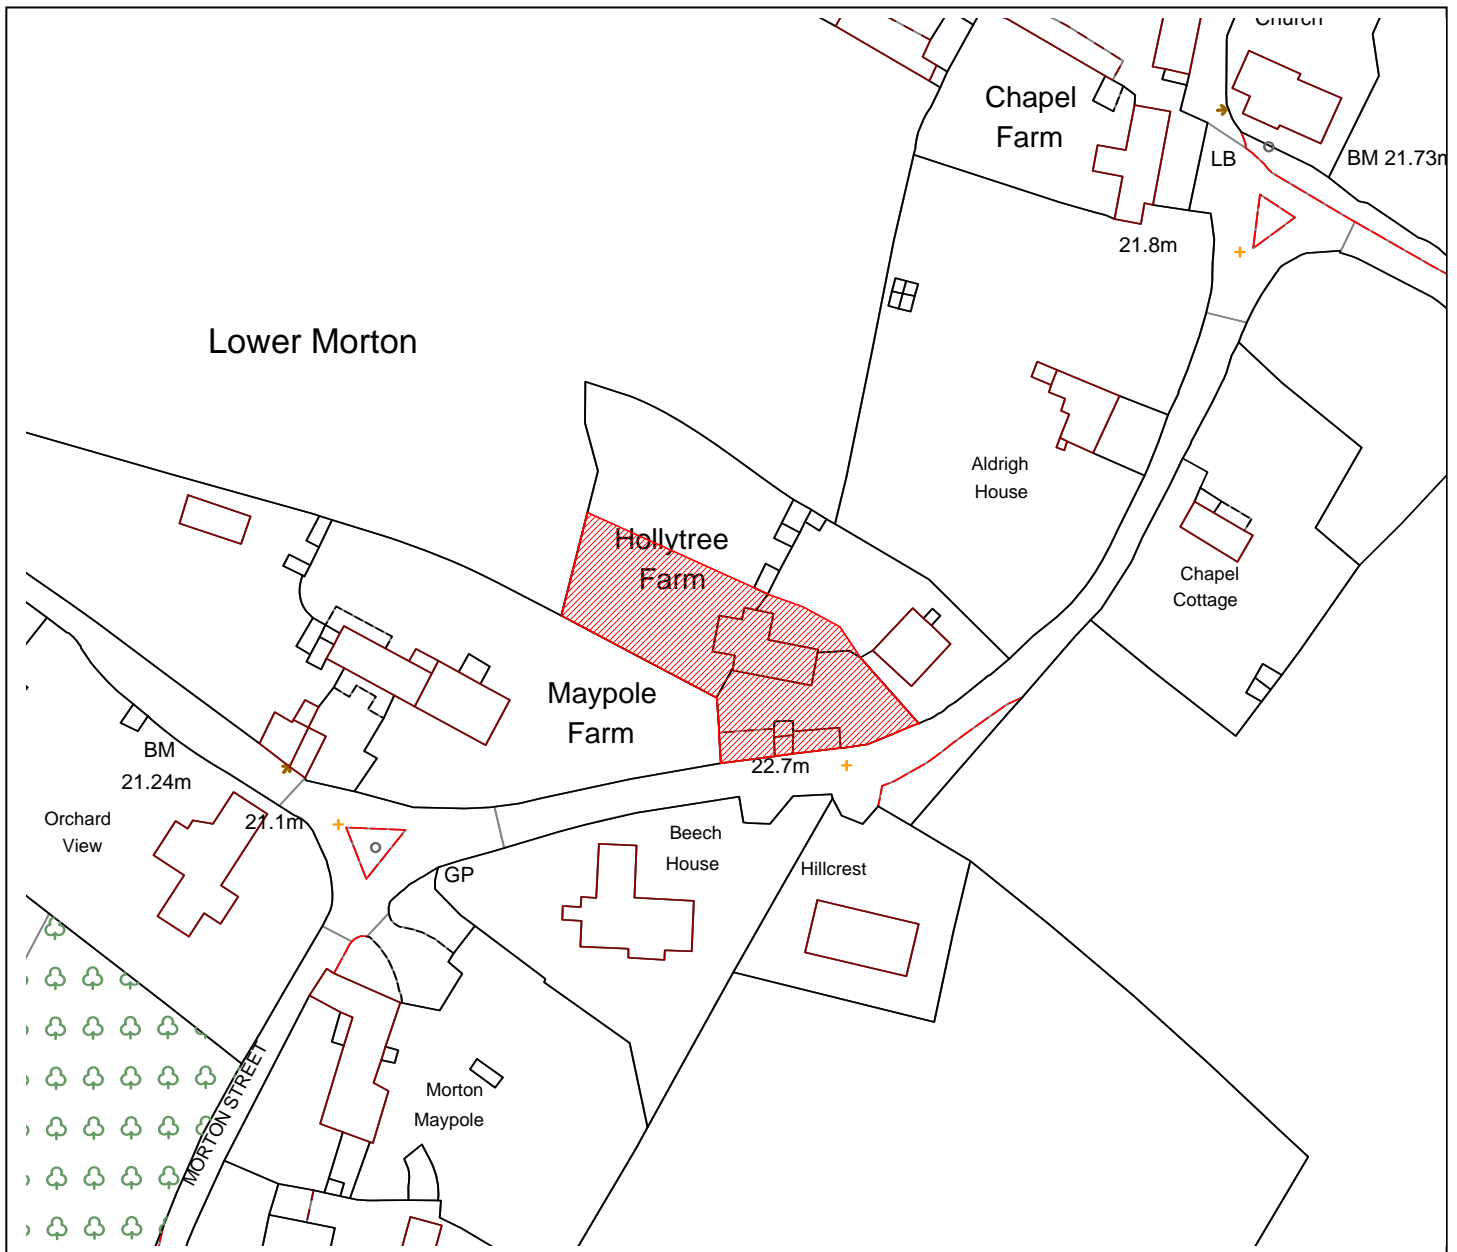 Church
Chapel
Farm
LB
BM 21.73m
21.8m
Lower Morton
Aldrigh
House
Hollytree
Farm
Chapel
Cottage
Maypole
Farm
BM
21.24m
22.7m
Orchard
View
21.1m
Beech
House
GP
Hillcrest
MORTON STREET
Morton
Maypole